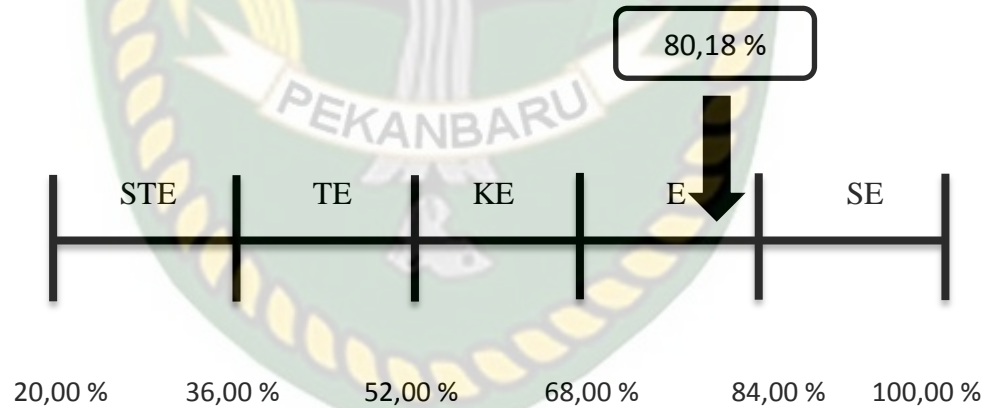 80,18 %
PEKANBARU
STE TE KE E SE
20,00 % 36,00 % 52,00 % 68,00 % 84,00 % 100,00 %